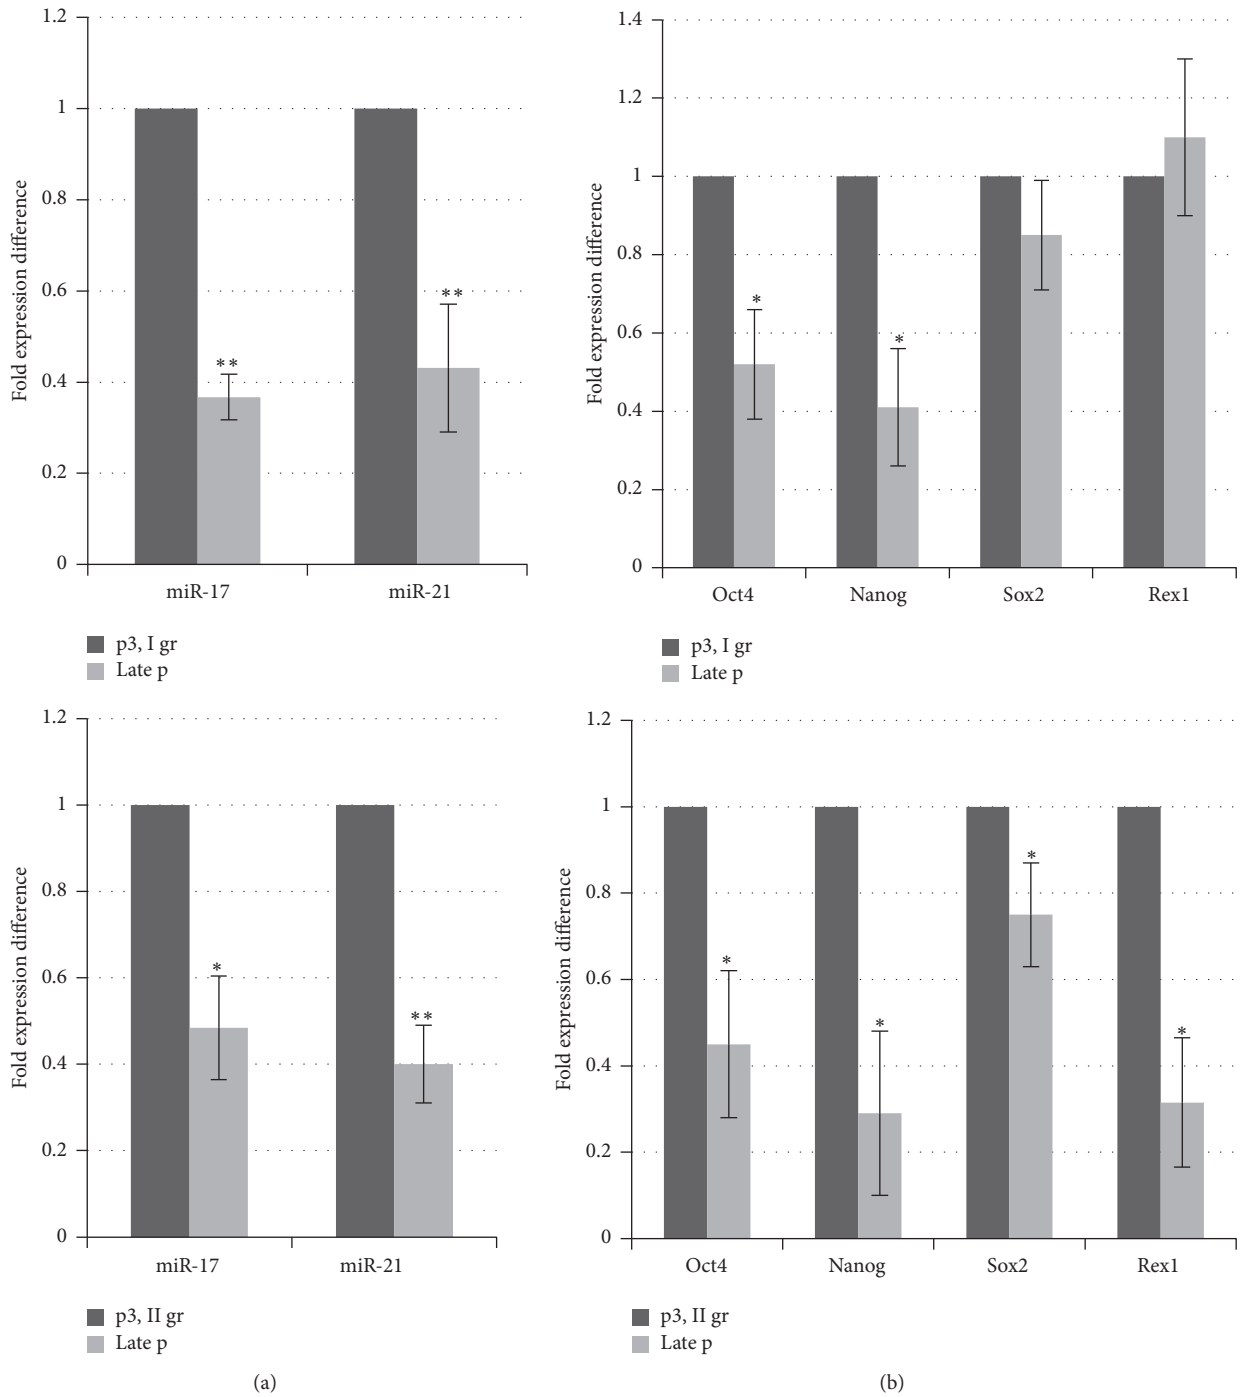 Fold expression difference
1.2
1
0.8
0.6
0.4
0.2
0
**
**
miR-17
miR-21
p3, I gr
Late p
Fold expression difference
1.4
1.2
1
0.8
0.6
0.4
0.2
0
*
*
Oct4
Nanog
Sox2
Rex1
p3, I gr
Late p
Fold expression difference
1.2
1
0.8
0.6
0.4
0.2
0
*
**
miR-17
miR-21
p3, II gr
Late p
(a)
Fold expression difference
1.2
1
0.8
0.6
0.4
0.2
0
*
*
*
*
Oct4
Nanog
Sox2
Rex1
p3, II gr
Late p
(b)